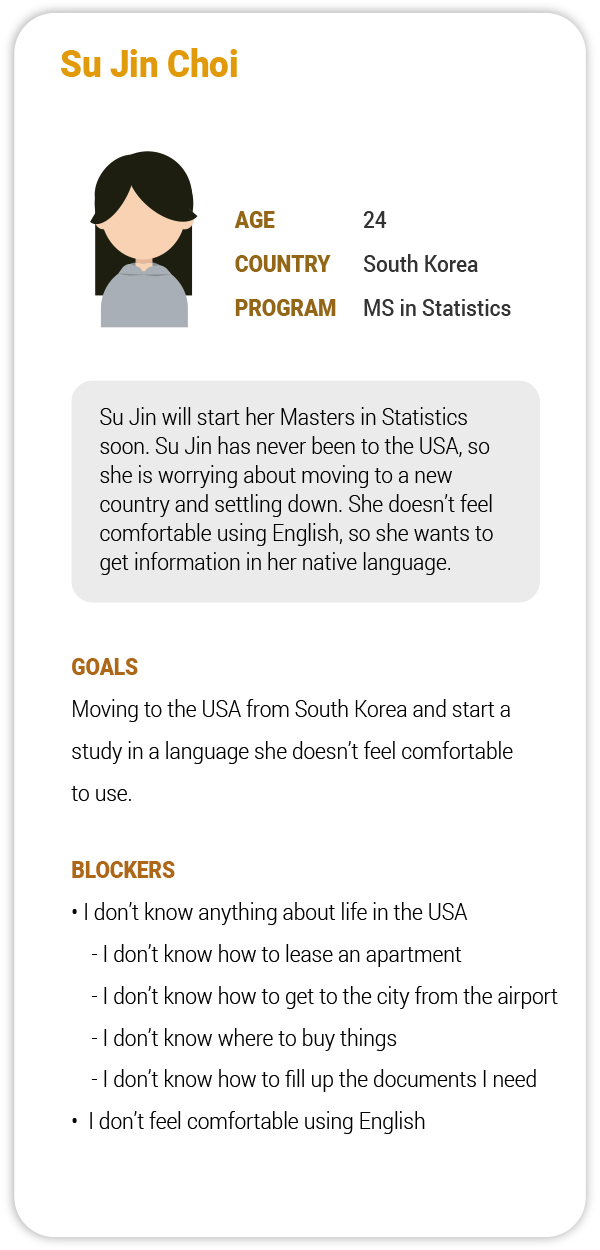 Su Jin Choi
AGE 24
COUNTRY South Korea
PROGRAM MS in Statistics
Su Jin will start her Masters in Statistics
soon. Su Jin has never been to the USA, so
she is worrying about moving to a new
country and settling down. She doesn’t feel
comfortable using English, so she wants to
get information in her native language.
GOALS
Moving to the USA from South Korea and start a
study in a language she doesn’t feel comfortable
to use.
BLOCKERS
• I don’t know anything about life in the USA
- I don’t know how to lease an apartment
- I don’t know how to get to the city from the airport
- I don’t know where to buy things
- I don’t know how to fill up the documents I need
• I don’t feel comfortable using English